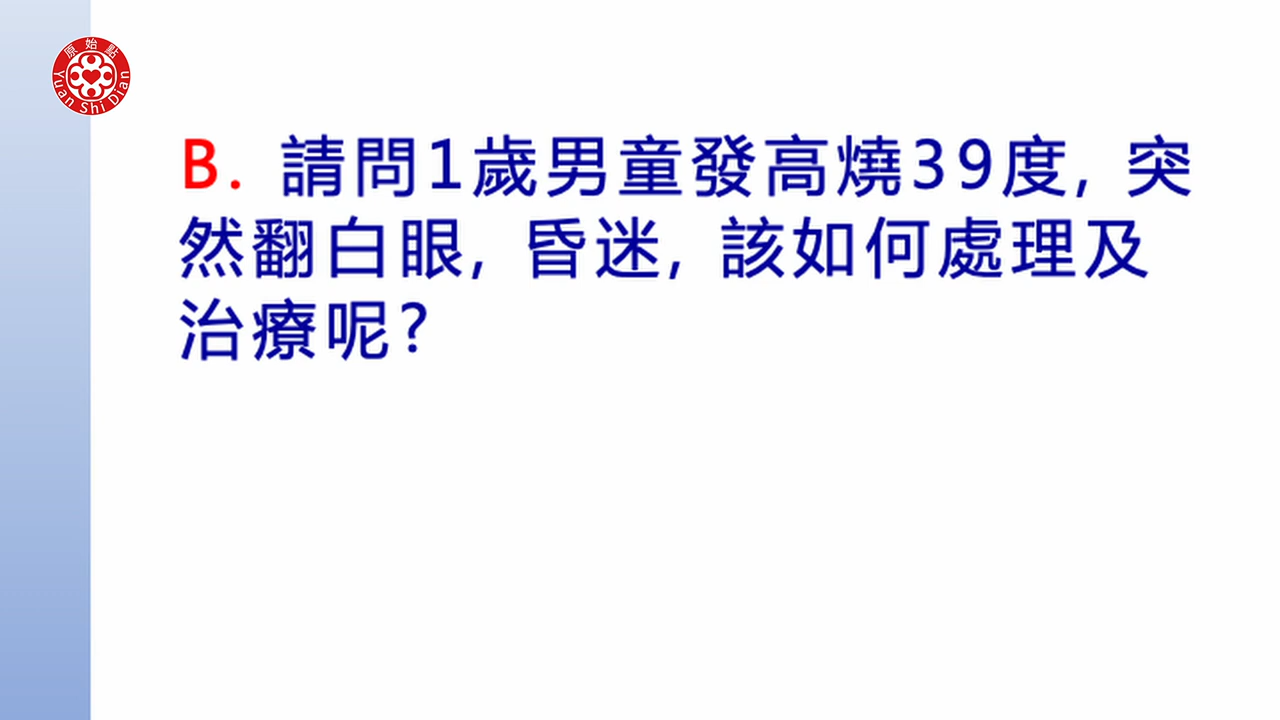 原始點
Yuan Shi Dian
B. 請問1歲男童發高燒39度, 突
然翻白眼, 昏迷, 該如何處理及
治療呢?